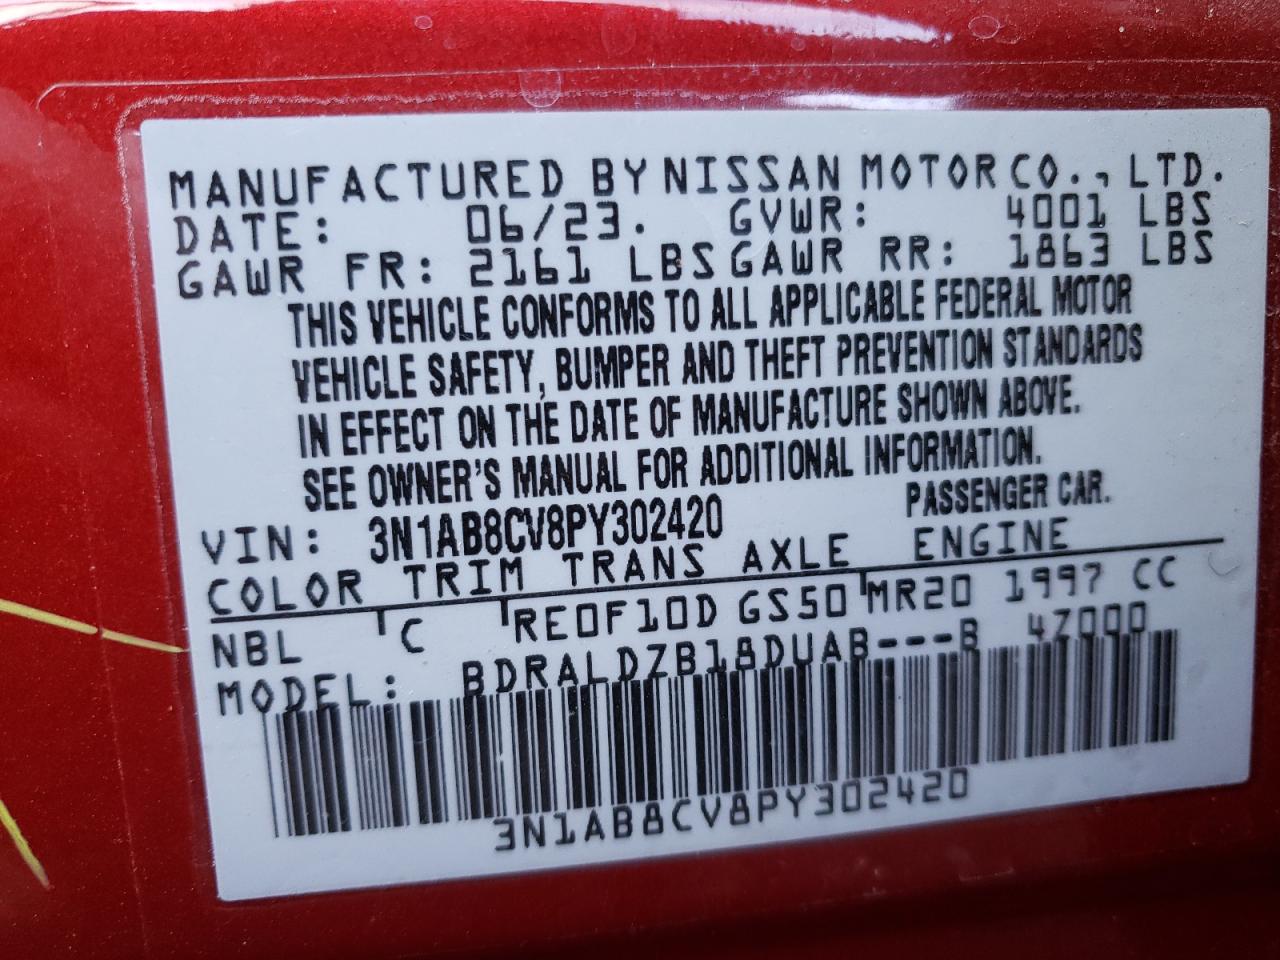 MANUFACTURED BY NISSAN MOTOR CO., LTD.
DATE: 06/23. GVWR: 4001 LBS
GAWR FR: 2161 LBS GAWR RR: 1863 LBS
THIS VEHICLE CONFORMS TO ALL APPLICABLE FEDERAL MOTOR
VEHICLE SAFETY, BUMPER AND THEFT PREVENTION STANDARDS
IN EFFECT ON THE DATE OF MANUFACTURE SHOWN ABOVE.
SEE OWNER'S MANUAL FOR ADDITIONAL INFORMATION.
VIN: 3N1AB8CV8PY302420 PASSENGER CAR.
COLOR TRIM TRANS AXLE ENGINE
NBL C RE0F10D GS50 MR20 1997 CC
MODEL: BDRALDZB18DUAB---B 4Z000
3N1AB8CV8PY302420